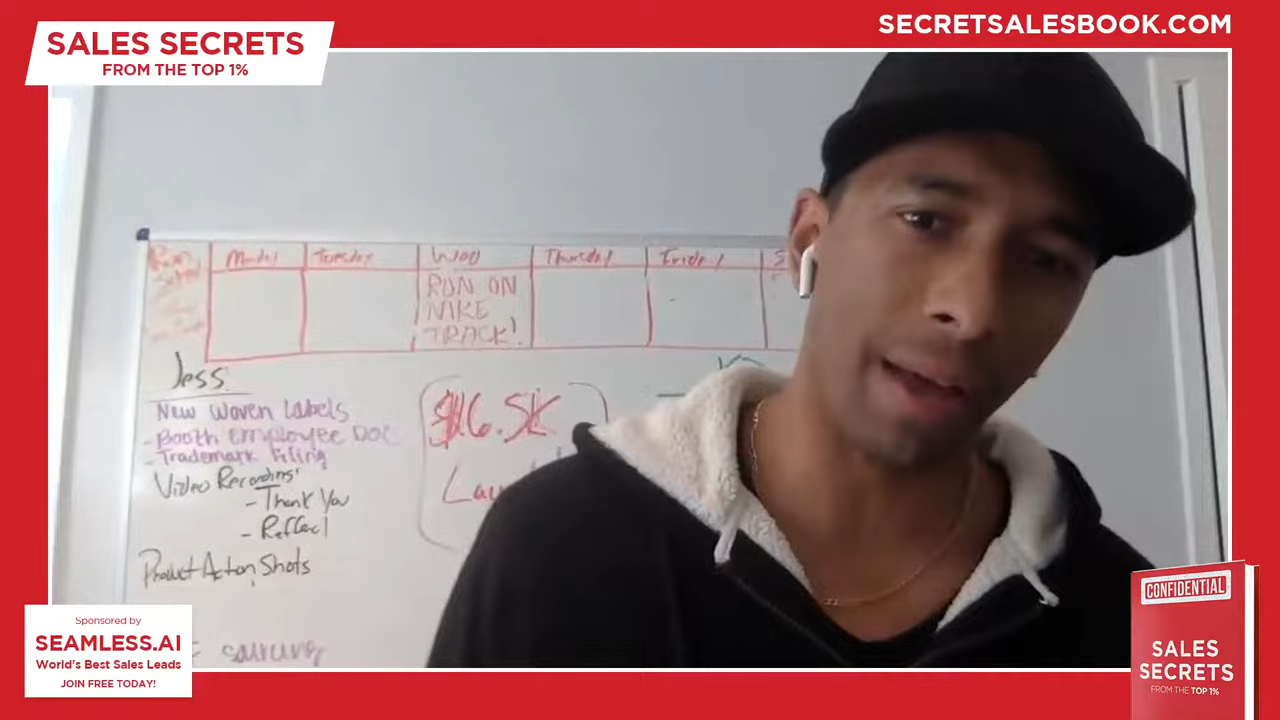 SECRETSALESBOOK.COM
SALES SECRETS
FROM THE TOP 1%
Monday Tuesday Wed Thursday Friday S
RUN ON
NIKE
TRACK!
Jess
New Woven Labels
- Booth Employee DOC
- Trademark Filing
Video Recordings
- Thank You
- Reflect
Product Action Shots
$16.5K
Lau
Sponsored by
SEAMLESS.AI
World's Best Sales Leads
JOIN FREE TODAY!
CONFIDENTIAL
SALES
SECRETS
FROM THE TOP 1%